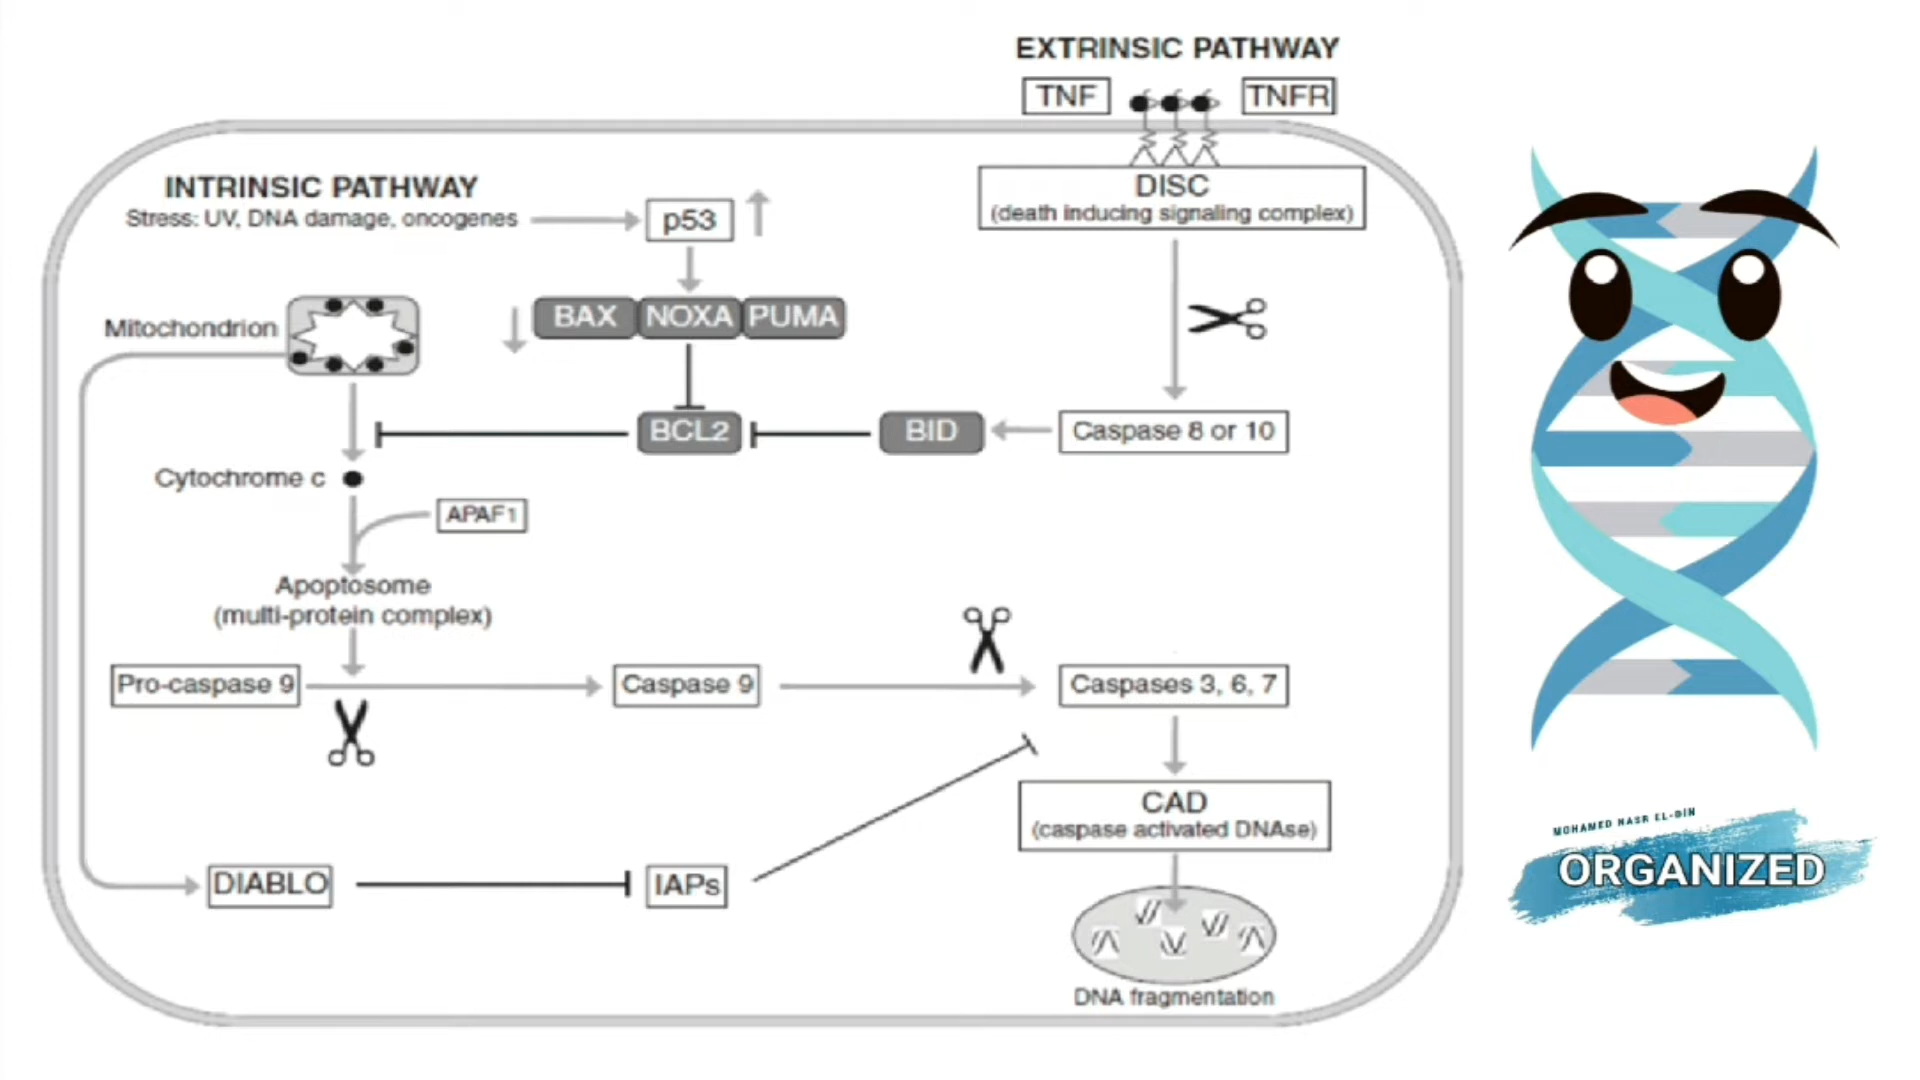 EXTRINSIC PATHWAY
TNF
TNFR
INTRINSIC PATHWAY
Stress: UV, DNA damage, oncogenes
p53
DISC
(death inducing signaling complex)
Mitochondrion
BAX
NOXA
PUMA
BCL2
BID
Caspase 8 or 10
Cytochrome c
APAF1
Apoptosome
(multi-protein complex)
Pro-caspase 9
Caspase 9
Caspases 3, 6, 7
CAD
(caspase activated DNAse)
DIABLO
IAPs
DNA fragmentation
MOHAMED NASR EL-DIN
ORGANIZED